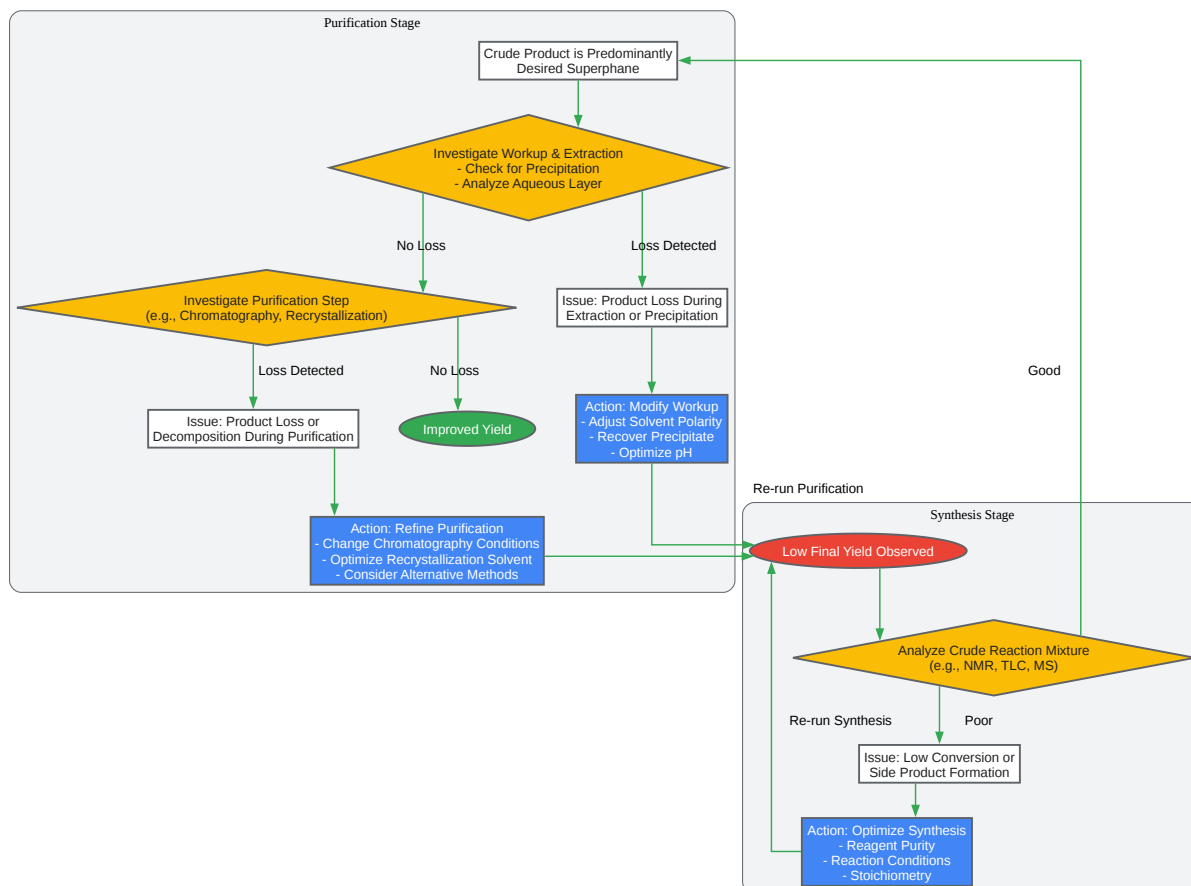 Purification Stage
Crude Product is Predominantly
Desired Superphane
Investigate Workup & Extraction
- Check for Precipitation
- Analyze Aqueous Layer
No Loss
Loss Detected
Investigate Purification Step
(e.g., Chromatography, Recrystallization)
Issue: Product Loss During
Extraction or Precipitation
Loss Detected
No Loss
Good
Issue: Product Loss or
Decomposition During Purification
Improved Yield
Action: Modify Workup
- Adjust Solvent Polarity
- Recover Precipitate
- Optimize pH
Re-run Purification
Action: Refine Purification
- Change Chromatography Conditions
- Optimize Recrystallization Solvent
- Consider Alternative Methods
Synthesis Stage
Low Final Yield Observed
Analyze Crude Reaction Mixture
(e.g., NMR, TLC, MS)
Re-run Synthesis
Poor
Issue: Low Conversion or
Side Product Formation
Action: Optimize Synthesis
- Reagent Purity
- Reaction Conditions
- Stoichiometry